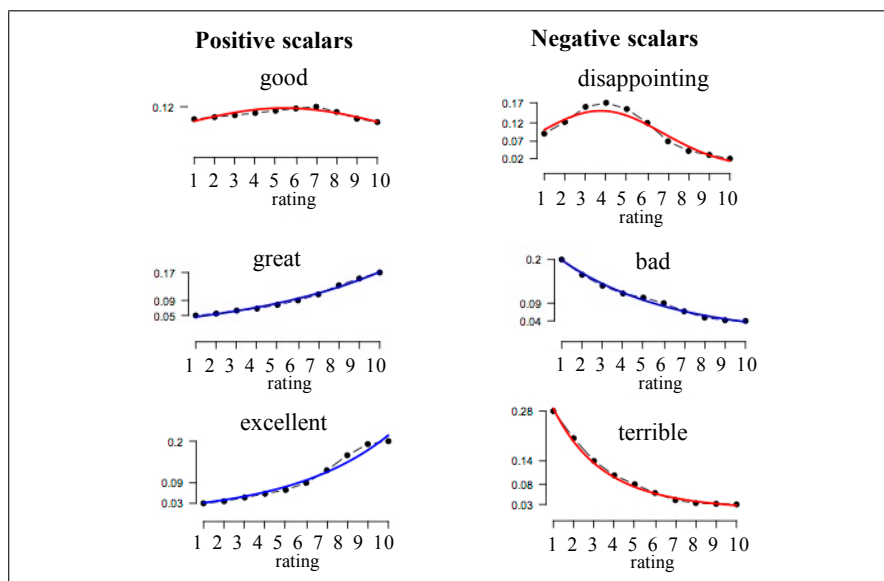 Positive scalars
Negative scalars
good
0.12
1 2 3 4 5 6 7 8 9 10
rating
disappointing
0.17
0.12
0.07
0.02
1 2 3 4 5 6 7 8 9 10
rating
great
0.17
0.09
0.05
1 2 3 4 5 6 7 8 9 10
rating
bad
0.2
0.09
0.04
1 2 3 4 5 6 7 8 9 10
rating
excellent
0.2
0.09
0.03
1 2 3 4 5 6 7 8 9 10
rating
terrible
0.28
0.14
0.08
0.03
1 2 3 4 5 6 7 8 9 10
rating